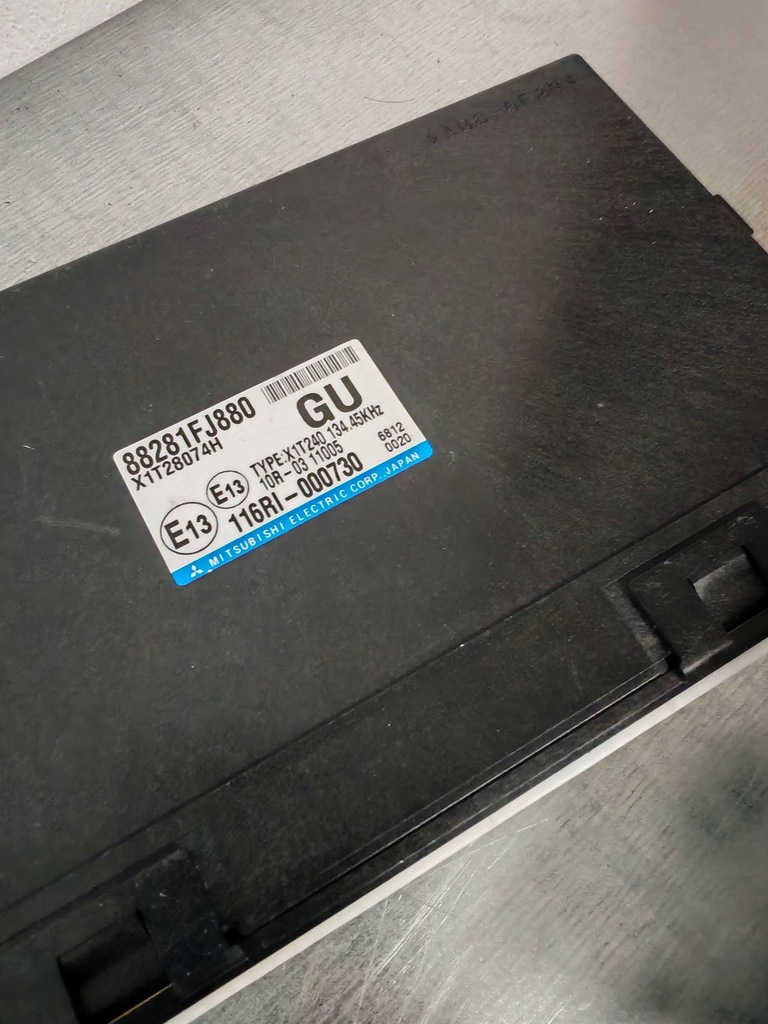 88281FJ880
X1T28074H
GU
E13
E13
TYPE:X1T240 134.45KHz
10R-03 11005
116RI-000730
6812
0020
MITSUBISHI ELECTRIC CORP. JAPAN